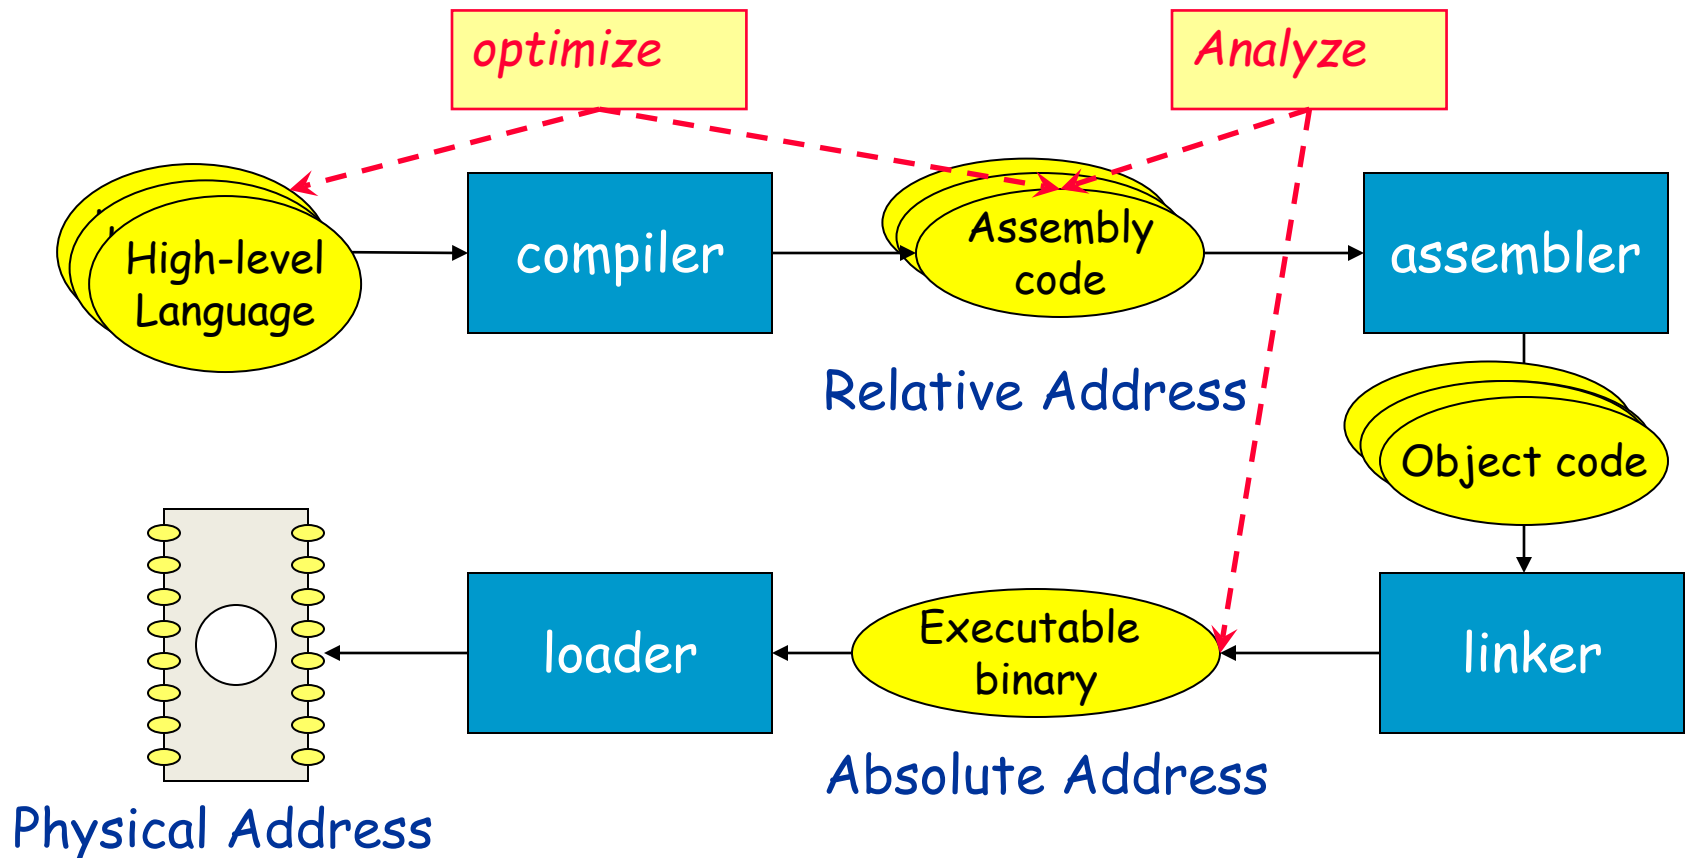 optimize
Analyze
High-level
Language
compiler
Assembly
code
assembler
Relative Address
Object code
loader
Executable
binary
linker
Absolute Address
Physical Address